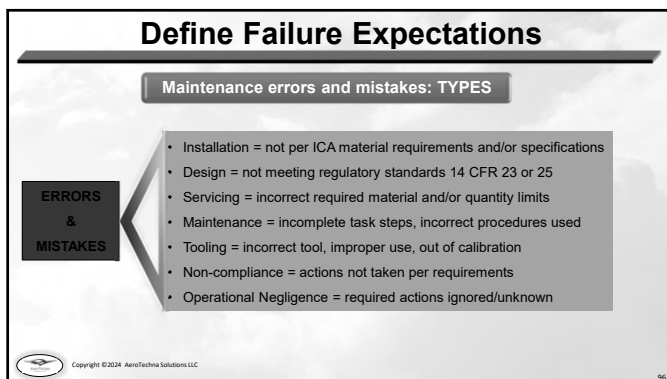 Define Failure Expectations
Maintenance errors and mistakes: TYPES
ERRORS
&
MISTAKES
• Installation = not per ICA material requirements and/or specifications
• Design = not meeting regulatory standards 14 CFR 23 or 25
• Servicing = incorrect required material and/or quantity limits
• Maintenance = incomplete task steps, incorrect procedures used
• Tooling = incorrect tool, improper use, out of calibration
• Non-compliance = actions not taken per requirements
• Operational Negligence = required actions ignored/unknown
Copyright ©2024 AeroTechna Solutions LLC